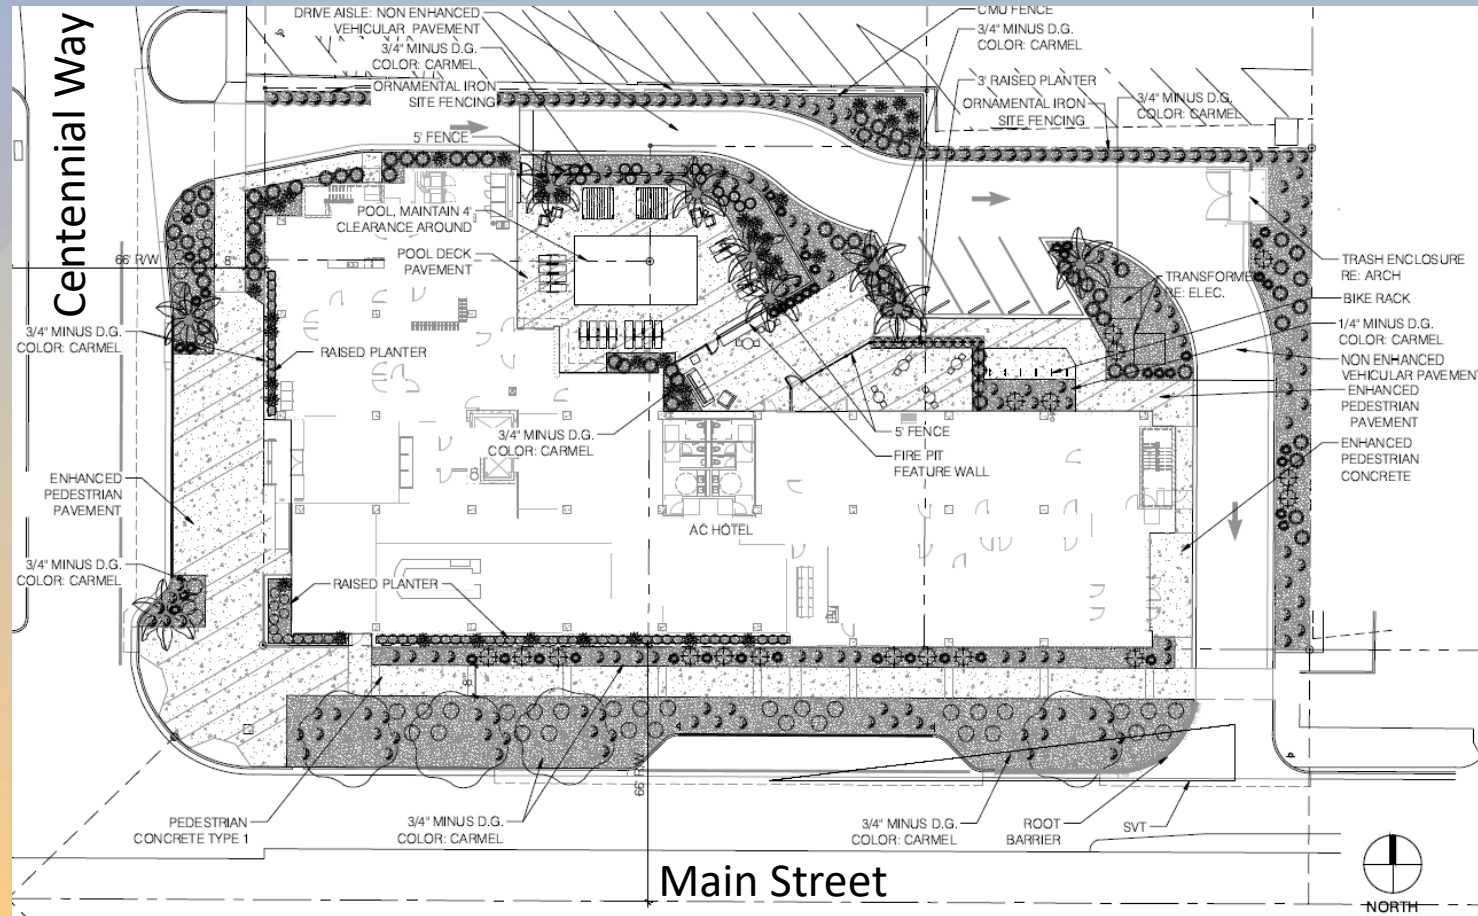 Centennial Way
DRIVE AISLE: NON ENHANCED
VEHICULAR PAVEMENT
3/4" MINUS D.G.
COLOR: CARMEL
ORNAMENTAL IRON
SITE FENCING
5' FENCE
CMU FENCE
3/4" MINUS D.G.
COLOR: CARMEL
3' RAISED PLANTER
ORNAMENTAL IRON
SITE FENCING
3/4" MINUS D.G.
COLOR: CARMEL
POOL, MAINTAIN 4'
CLEARANCE AROUND
POOL DECK
PAVEMENT
66' R/W
8"
3/4" MINUS D.G.
COLOR: CARMEL
RAISED PLANTER
TRANSFORME
RE: ELEC.
TRASH ENCLOSURE
RE: ARCH
BIKE RACK
1/4" MINUS D.G.
COLOR: CARMEL
NON ENHANCED
VEHICULAR PAVEMENT
ENHANCED
PEDESTRIAN
PAVEMENT
ENHANCED
PEDESTRIAN
CONCRETE
3/4" MINUS D.G.
COLOR: CARMEL
5' FENCE
FIRE PIT
FEATURE WALL
ENHANCED
PEDESTRIAN
PAVEMENT
AC HOTEL
3/4" MINUS D.G.
COLOR: CARMEL
RAISED PLANTER
66' R/W
PEDESTRIAN
CONCRETE TYPE 1
3/4" MINUS D.G.
COLOR: CARMEL
3/4" MINUS D.G.
COLOR: CARMEL
ROOT
BARRIER
SVT
Main Street
NORTH